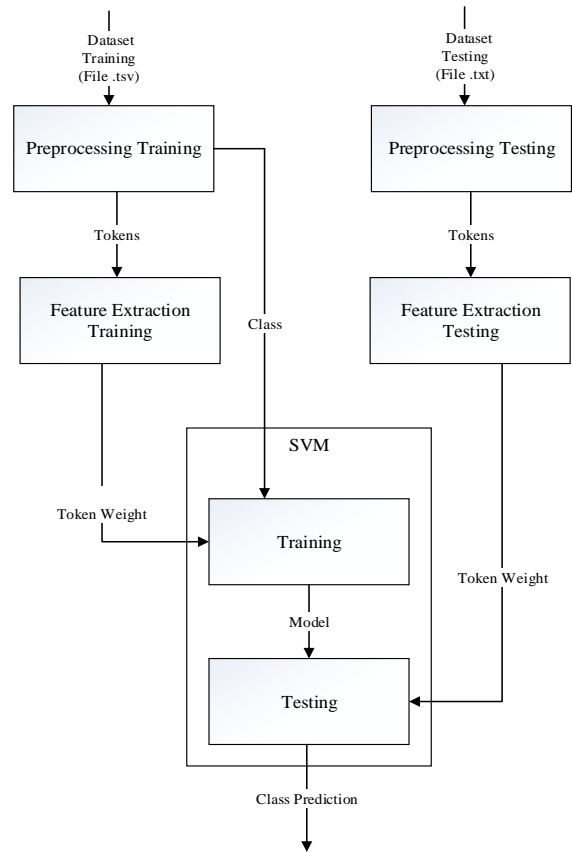 Dataset
Training
(File .tsv)
Dataset
Testing
(File .txt)
Preprocessing Training
Preprocessing Testing
Tokens
Tokens
Feature Extraction
Training
Feature Extraction
Testing
Class
SVM
Token Weight
Training
Token Weight
Model
Testing
Class Prediction